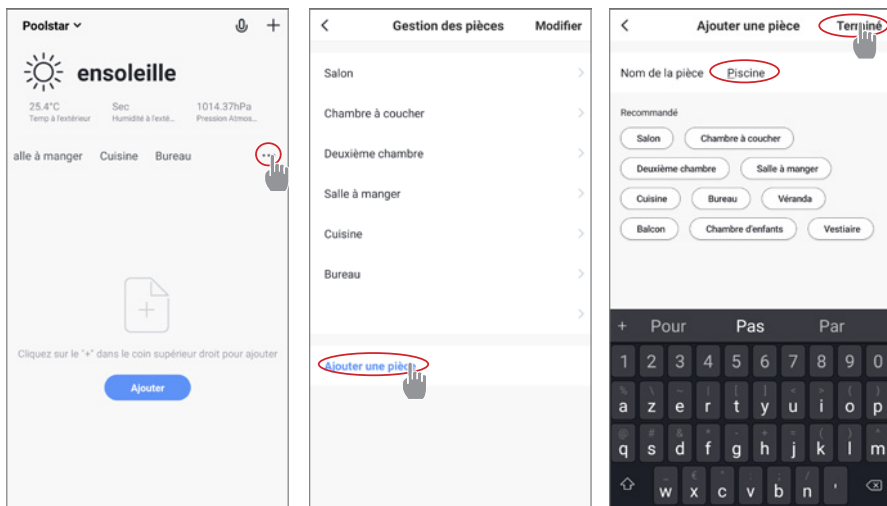 Poolstar
ensoleille
25.4°C Sec 1014.37hPa
Temp à l'extérieur Humidité à l'exté... Pression Atmos...
alle à manger Cuisine Bureau ...
Cliquez sur le "+" dans le coin supérieur droit pour ajouter
Ajouter
Gestion des pièces Modifier
Salon
Chambre à coucher
Deuxième chambre
Salle à manger
Cuisine
Bureau
Ajouter une pièce
Ajouter une pièce Terminé
Nom de la pièce Piscine
Recommandé
Salon Chambre à coucher
Deuxième chambre Salle à manger
Cuisine Bureau Véranda
Balcon Chambre d'enfants Vestiaire
+ Pour Pas Par
1 2 3 4 5 6 7 8 9 0
a z e r t y u i o p
q s d f g h j k l m
w x c v b n '